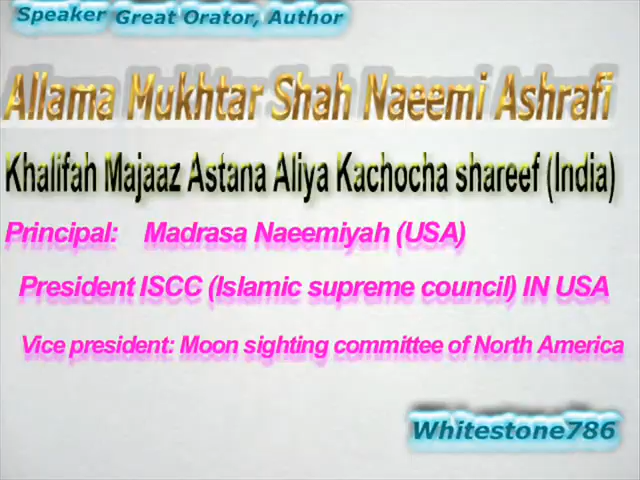 Speaker Great Orator, Author
Allama Mukhtar Shah Naeemi Ashrafi
Khalifah Majaaz Astana Aliya Kachocha shareef (India)
Principal: Madrasa Naeemiyah (USA)
President ISCC (Islamic supreme council) IN USA
Vice president: Moon sighting committee of North America
Whitestone786